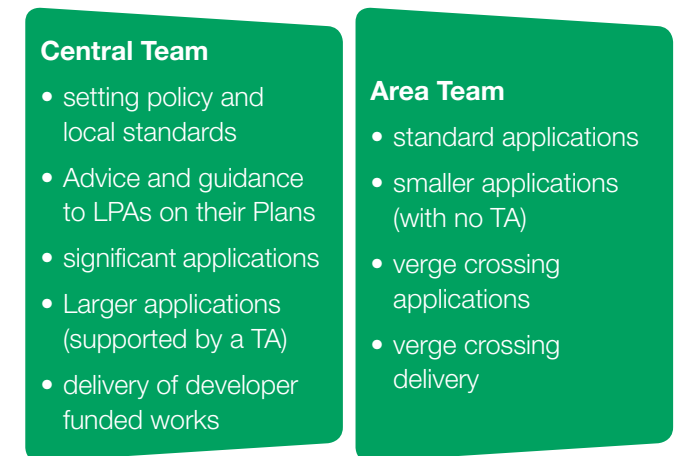 Central Team
• setting policy and
local standards
• Advice and guidance
to LPAs on their Plans
• significant applications
• Larger applications
(supported by a TA)
• delivery of developer
funded works
Area Team
• standard applications
• smaller applications
(with no TA)
• verge crossing
applications
• verge crossing
delivery